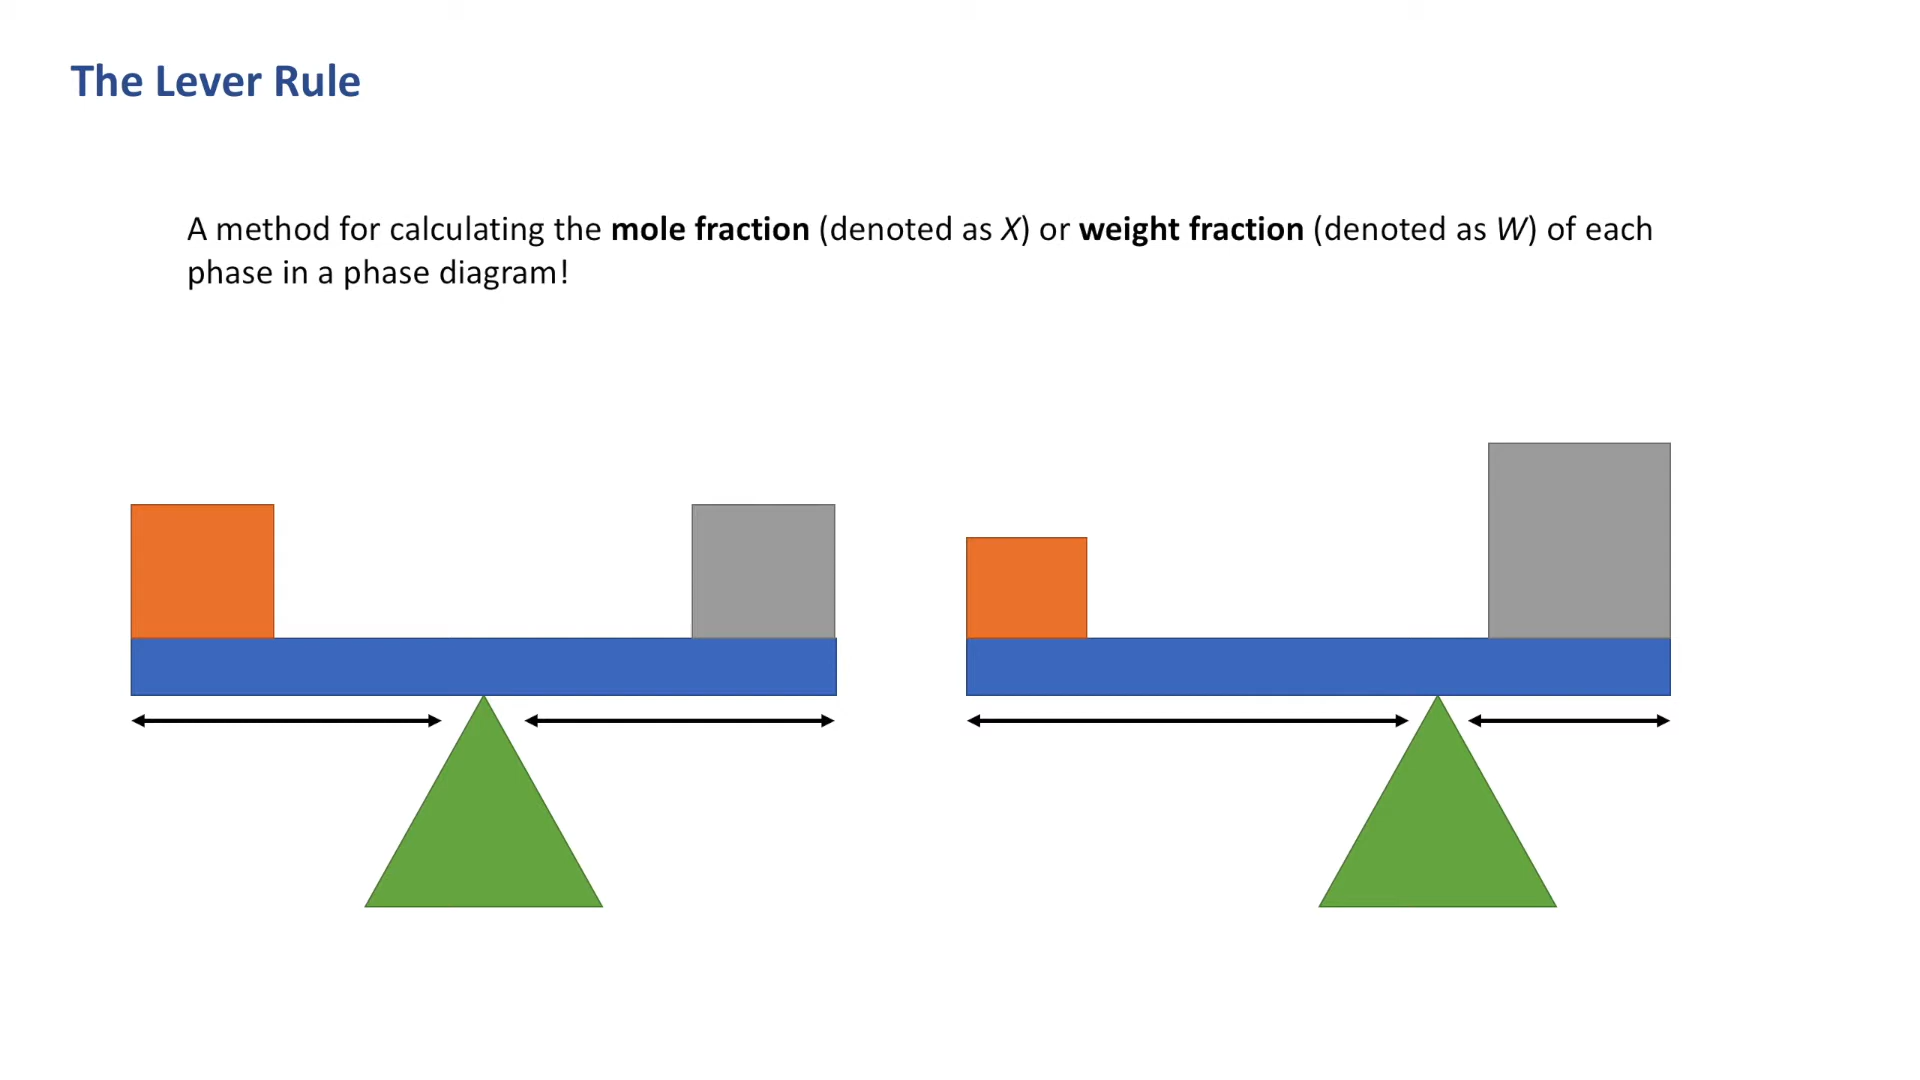 The Lever Rule
A method for calculating the mole fraction (denoted as X) or weight fraction (denoted as W) of each
phase in a phase diagram!